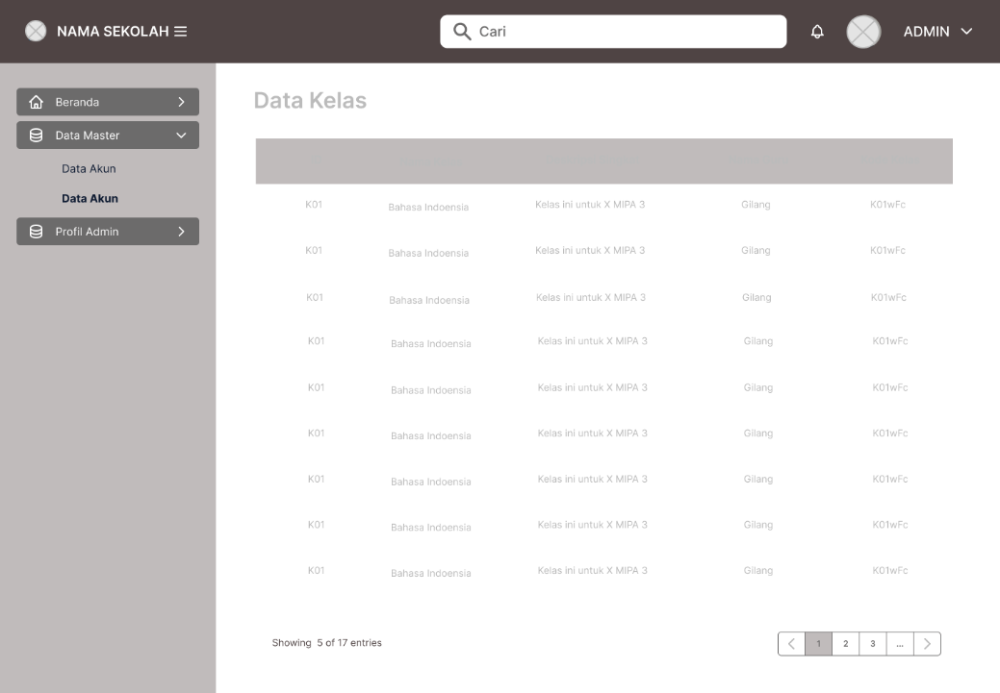 NAMA SEKOLAH
Cari
ADMIN
Beranda
Data Master
Data Akun
Data Akun
Profil Admin
Data Kelas
K01 Bahasa Indoensia Kelas ini untuk X MIPA 3 Gilang K01wFc
K01 Bahasa Indoensia Kelas ini untuk X MIPA 3 Gilang K01wFc
K01 Bahasa Indoensia Kelas ini untuk X MIPA 3 Gilang K01wFc
K01 Bahasa Indoensia Kelas ini untuk X MIPA 3 Gilang K01wFc
K01 Bahasa Indoensia Kelas ini untuk X MIPA 3 Gilang K01wFc
K01 Bahasa Indoensia Kelas ini untuk X MIPA 3 Gilang K01wFc
K01 Bahasa Indoensia Kelas ini untuk X MIPA 3 Gilang K01wFc
K01 Bahasa Indoensia Kelas ini untuk X MIPA 3 Gilang K01wFc
K01 Bahasa Indoensia Kelas ini untuk X MIPA 3 Gilang K01wFc
Showing 5 of 17 entries
1 2 3 ...